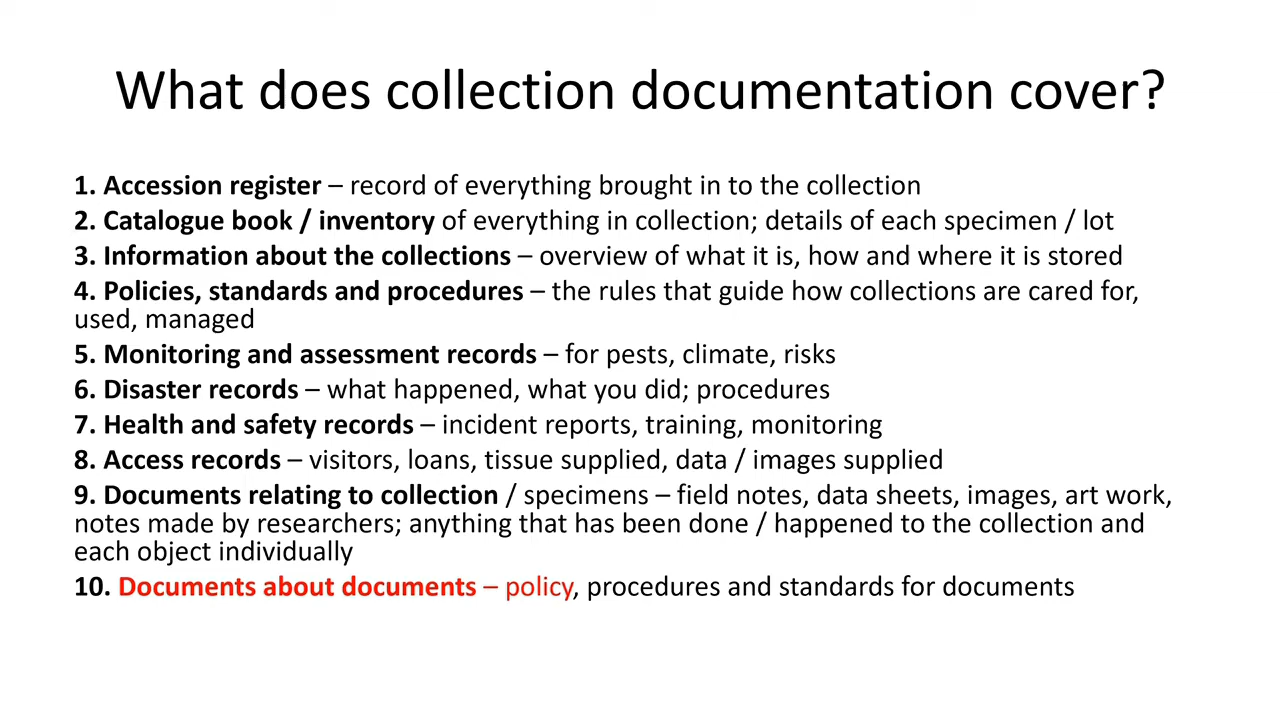 What does collection documentation cover?
1. Accession register – record of everything brought in to the collection
2. Catalogue book / inventory of everything in collection; details of each specimen / lot
3. Information about the collections – overview of what it is, how and where it is stored
4. Policies, standards and procedures – the rules that guide how collections are cared for,
used, managed
5. Monitoring and assessment records – for pests, climate, risks
6. Disaster records – what happened, what you did; procedures
7. Health and safety records – incident reports, training, monitoring
8. Access records – visitors, loans, tissue supplied, data / images supplied
9. Documents relating to collection / specimens – field notes, data sheets, images, art work,
notes made by researchers; anything that has been done / happened to the collection and
each object individually
10. Documents about documents – policy, procedures and standards for documents